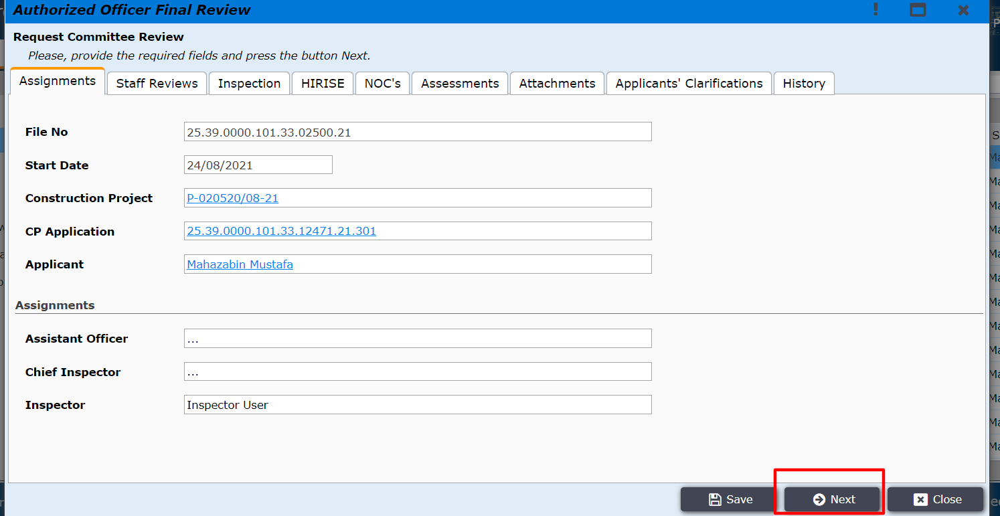 Authorized Officer Final Review
Request Committee Review
Please, provide the required fields and press the button Next.
Assignments Staff Reviews Inspection HIRISE NOC's Assessments Attachments Applicants' Clarifications History
File No 25.39.0000.101.33.02500.21
Start Date 24/08/2021
Construction Project P-020520/08-21
CP Application 25.39.0000.101.33.12471.21.301
Applicant Mahazabin Mustafa
Assignments
Assistant Officer ...
Chief Inspector ...
Inspector Inspector User
Save Next Close